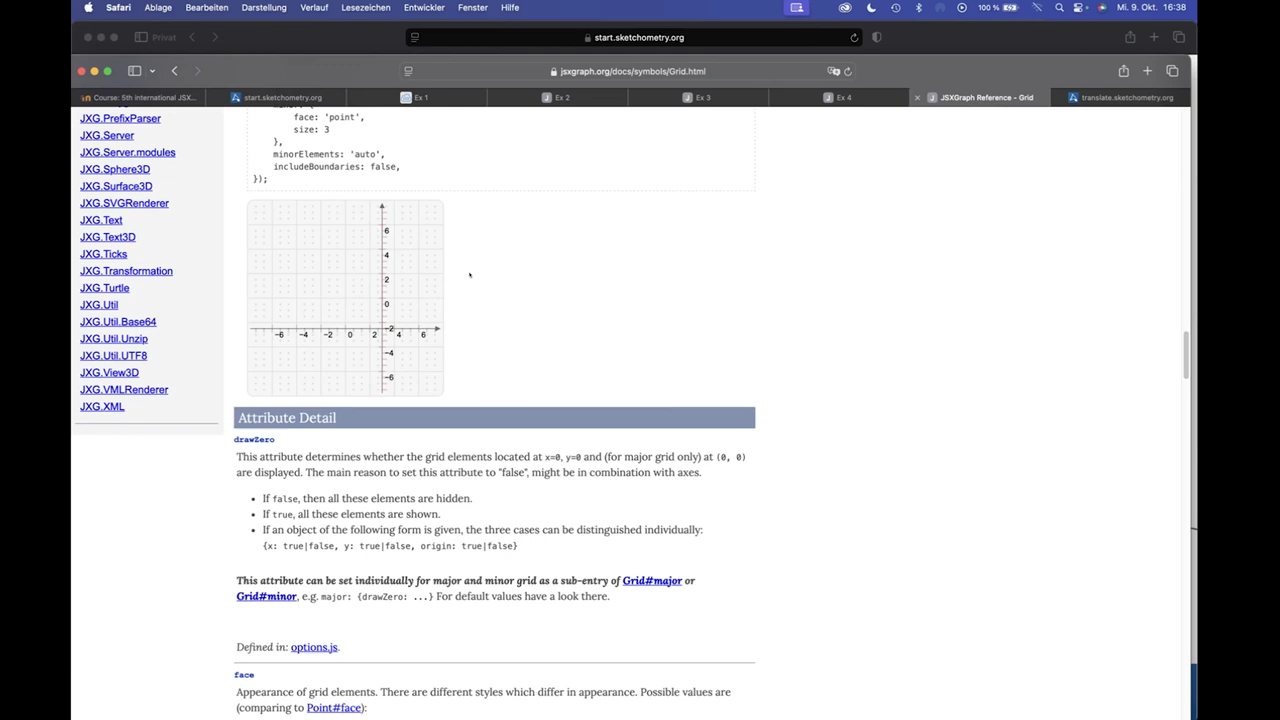 Safari Ablage Bearbeiten Darstellung Verlauf Lesezeichen Entwickler Fenster Hilfe 100 % Mi. 9. Okt. 16:38
Privat start.sketchometry.org
jsxgraph.org/docs/symbols/Grid.html
Course: 5th international JSX... start.sketchometry.org Ex 1 Ex 2 Ex 3 Ex 4 JSXGraph Reference - Grid translate.sketchometry.org
JXG.PrefixParser
JXG.Server
JXG.Server.modules
JXG.Sphere3D
JXG.Surface3D
JXG.SVGRenderer
JXG.Text
JXG.Text3D
JXG.Ticks
JXG.Transformation
JXG.Turtle
JXG.Util
JXG.Util.Base64
JXG.Util.Unzip
JXG.Util.UTF8
JXG.View3D
JXG.VMLRenderer
JXG.XML
face: 'point',
size: 3
},
minorElements: 'auto',
includeBoundaries: false,
});
6
4
2
0
-6 -4 -2 0 2 -2 4 6
-4
-6
Attribute Detail
drawZero
This attribute determines whether the grid elements located at x=0, y=0 and (for major grid only) at (0, 0)
are displayed. The main reason to set this attribute to "false", might be in combination with axes.
• If false, then all these elements are hidden.
• If true, all these elements are shown.
• If an object of the following form is given, the three cases can be distinguished individually:
{x: true|false, y: true|false, origin: true|false}
This attribute can be set individually for major and minor grid as a sub-entry of Grid#major or
Grid#minor, e.g. major: {drawZero: ...} For default values have a look there.
Defined in: options.js.
face
Appearance of grid elements. There are different styles which differ in appearance. Possible values are
(comparing to Point#face):